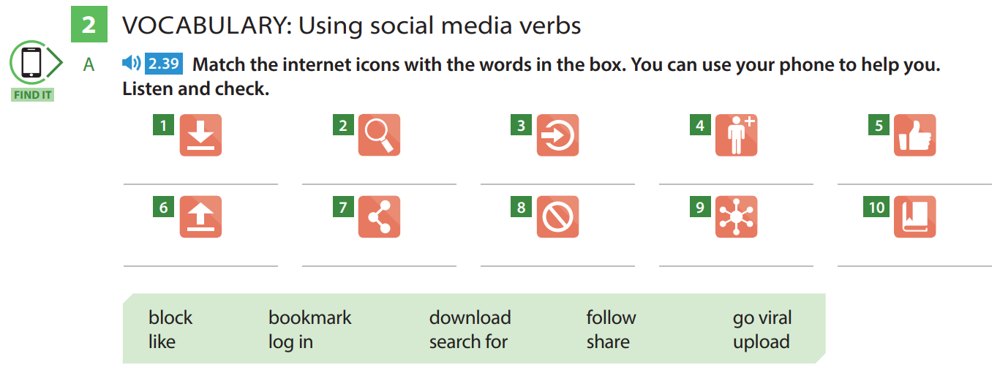 2 VOCABULARY: Using social media verbs
FIND IT
A 2.39 Match the internet icons with the words in the box. You can use your phone to help you.
Listen and check.
1 2 3 4 5
6 7 8 9 10
block bookmark download follow go viral
like log in search for share upload